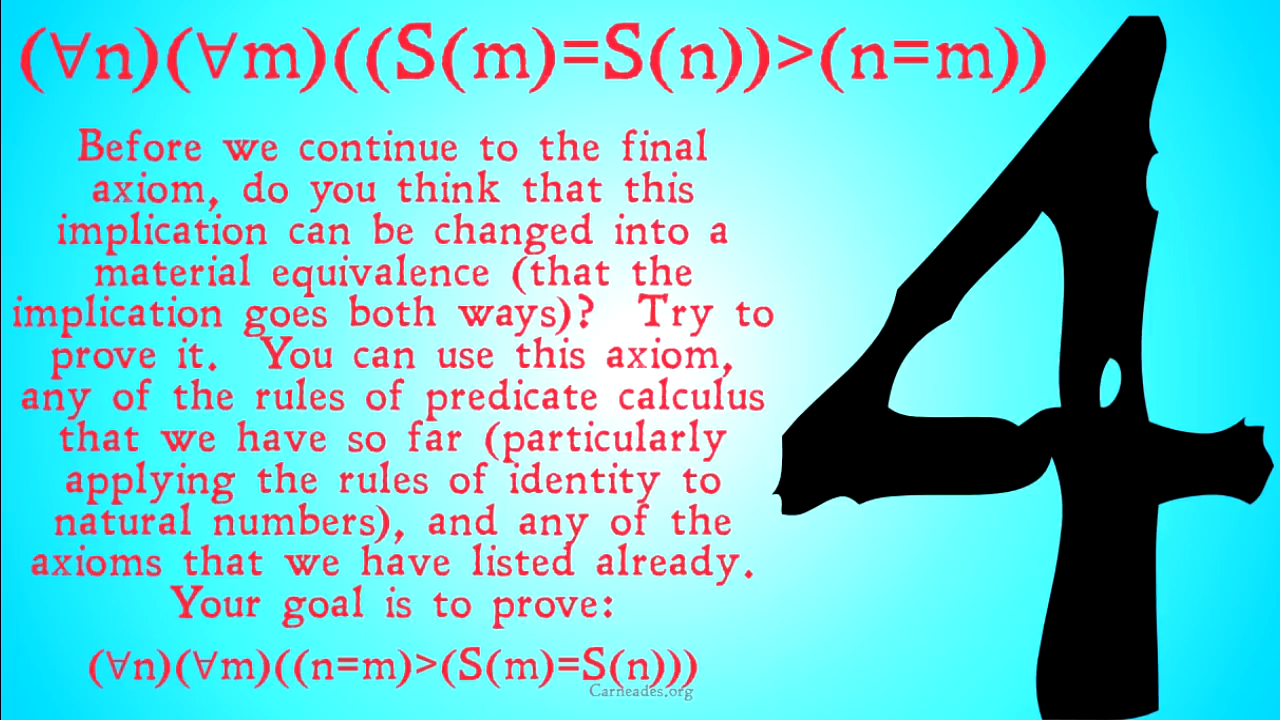 (∀n)(∀m)((S(m)=S(n))>(n=m))
Before we continue to the final
axiom, do you think that this
implication can be changed into a
material equivalence (that the
implication goes both ways)? Try to
prove it. You can use this axiom,
any of the rules of predicate calculus
that we have so far (particularly
applying the rules of identity to
natural numbers), and any of the
axioms that we have listed already.
Your goal is to prove:
(∀n)(∀m)((n=m)>(S(m)=S(n)))
Carneades.org
4